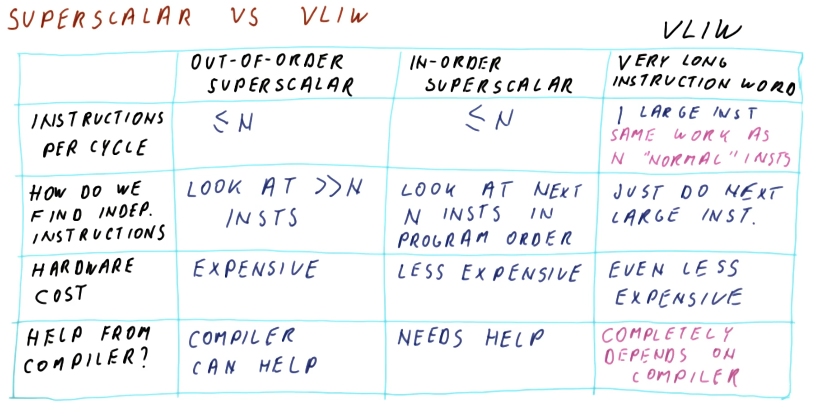 SUPERSCALAR VS VLIW
VLIW
OUT-OF-ORDER
SUPERSCALAR
IN-ORDER
SUPERSCALAR
VERY LONG
INSTRUCTION WORD
INSTRUCTIONS
PER CYCLE
≤ N
≤ N
1 LARGE INST
SAME WORK AS
N "NORMAL" INSTS
HOW DO WE
FIND INDEP.
INSTRUCTIONS
LOOK AT >>N
INSTS
LOOK AT NEXT
N INSTS IN
PROGRAM ORDER
JUST DO NEXT
LARGE INST.
HARDWARE
COST
EXPENSIVE
LESS EXPENSIVE
EVEN LESS
EXPENSIVE
HELP FROM
COMPILER?
COMPILER
CAN HELP
NEEDS HELP
COMPLETELY
DEPENDS ON
COMPILER